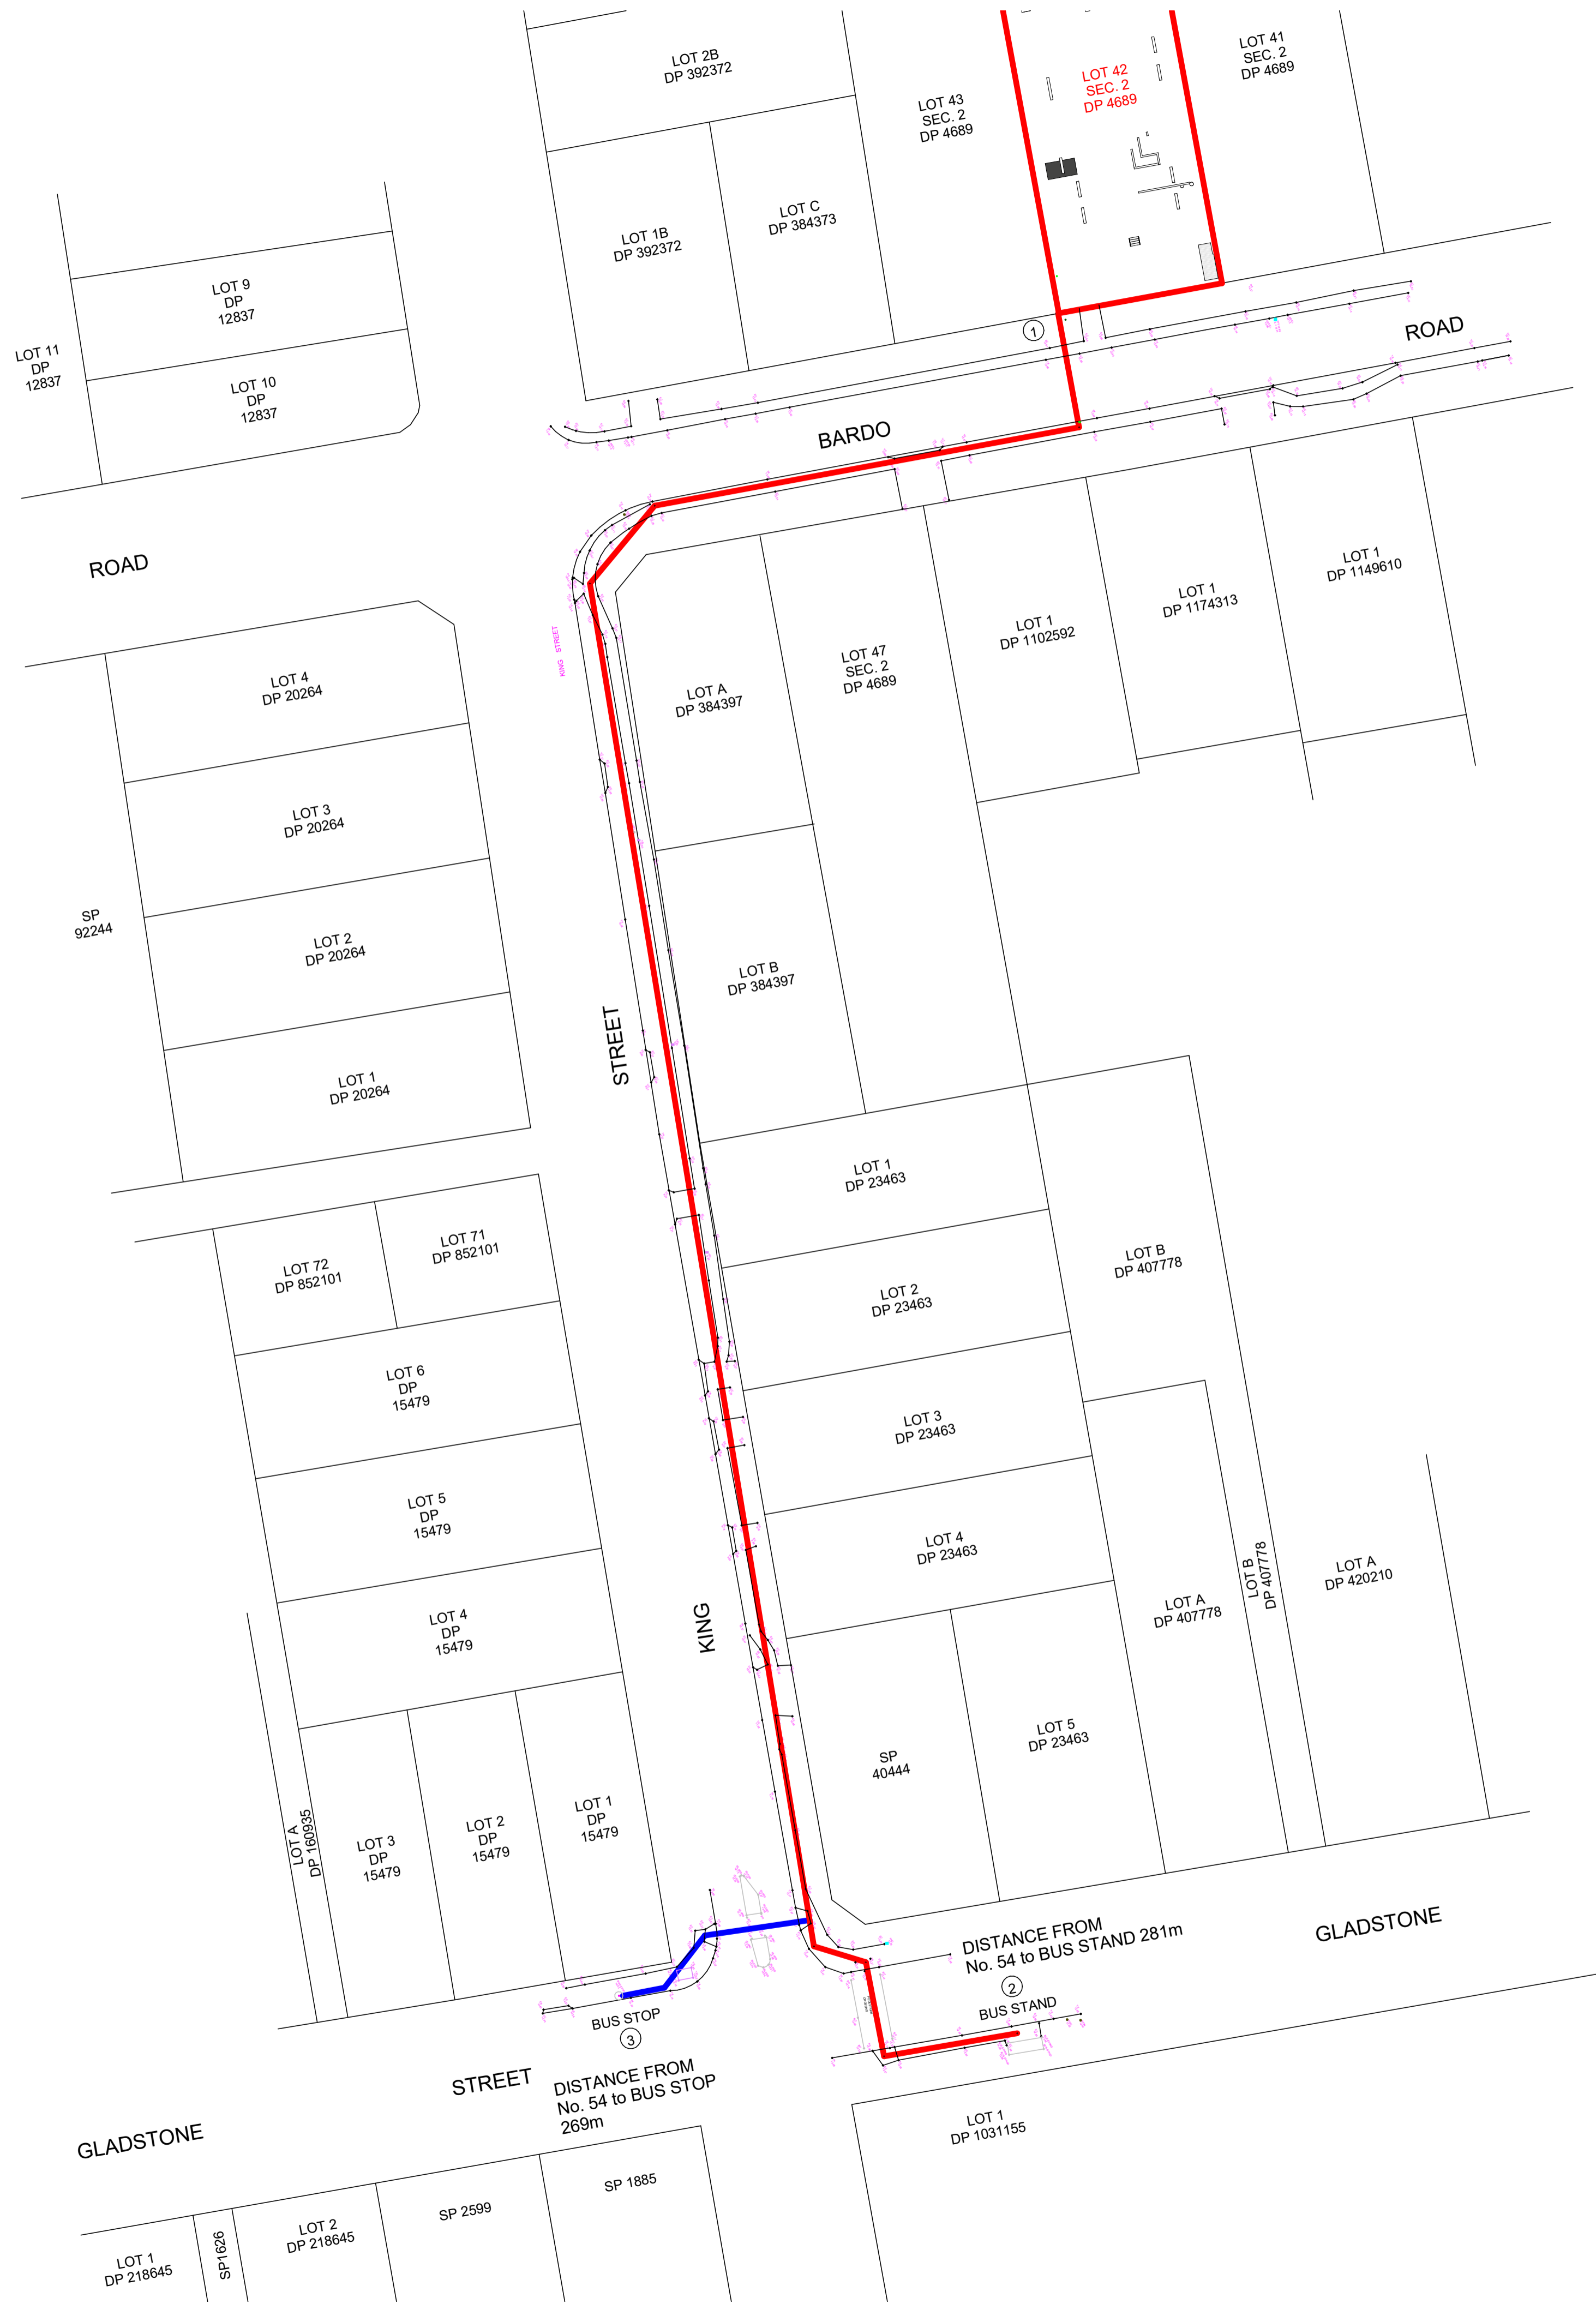 LOT 2B
DP 392372
LOT 43
SEC. 2
DP 4689
LOT 42
SEC. 2
DP 4689
LOT 41
SEC. 2
DP 4689
LOT 1B
DP 392372
LOT C
DP 384373
LOT 9
DP
12837
LOT 11
DP
12837
LOT 10
DP
12837
1
ROAD
BARDO
ROAD
KING STREET
LOT 4
DP 20264
LOT A
DP 384397
LOT 47
SEC. 2
DP 4689
LOT 1
DP 1102592
LOT 1
DP 1174313
LOT 1
DP 1149610
LOT 3
DP 20264
SP
92244
LOT 2
DP 20264
LOT B
DP 384397
STREET
LOT 1
DP 20264
LOT 1
DP 23463
LOT 72
DP 852101
LOT 71
DP 852101
LOT B
DP 407778
LOT 2
DP 23463
LOT 6
DP
15479
LOT 3
DP 23463
LOT 5
DP
15479
LOT 4
DP 23463
LOT B
DP 407778
LOT A
DP 420210
LOT 4
DP
15479
KING
LOT A
DP 407778
SP
40444
LOT 5
DP 23463
LOT A
DP 160935
LOT 3
DP
15479
LOT 2
DP
15479
LOT 1
DP
15479
DISTANCE FROM
No. 54 to BUS STAND 281m
GLADSTONE
2
BUS STAND
BUS STOP
3
STREET
DISTANCE FROM
No. 54 to BUS STOP
269m
GLADSTONE
LOT 1
DP 1031155
SP 1885
SP 2599
LOT 2
DP 218645
SP1626
LOT 1
DP 218645